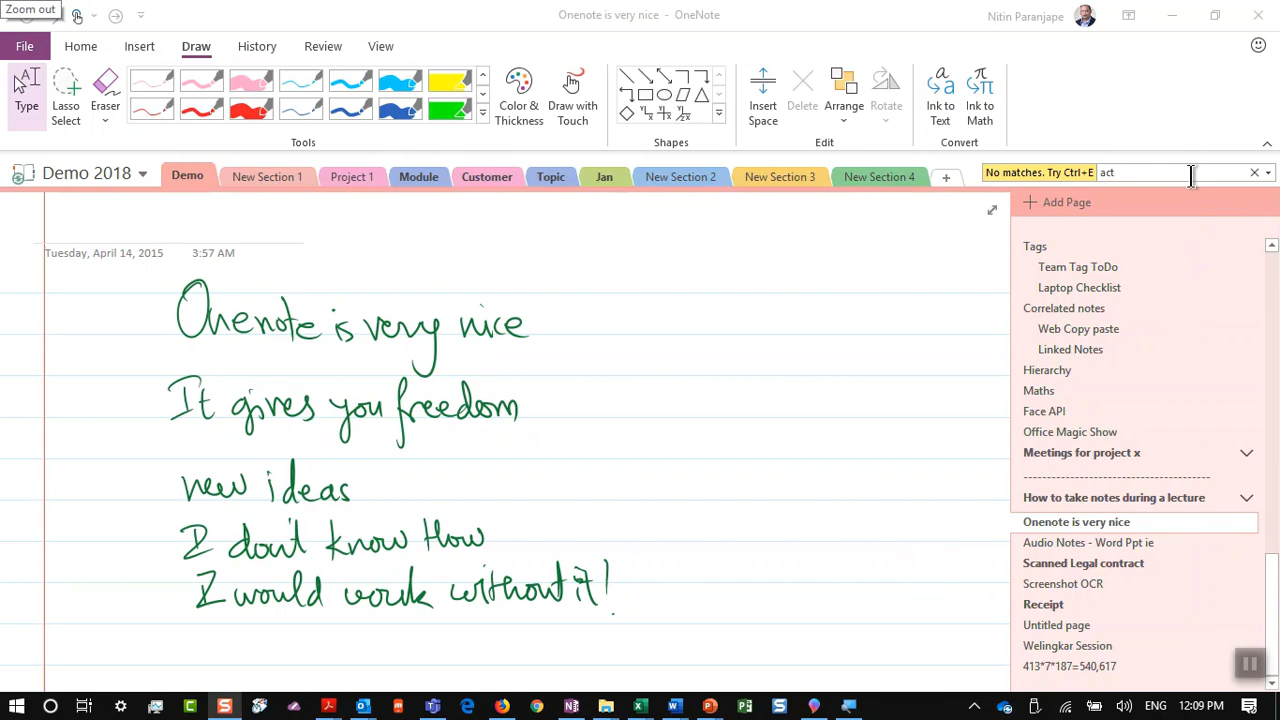 Zoom out
Onenote is very nice - OneNote
Nitin Paranjape
File Home Insert Draw History Review View
Type
Lasso Select
Eraser
Color & Thickness
Draw with Touch
Insert Space
Delete
Arrange
Rotate
Ink to Text
Ink to Math
Tools
Shapes
Edit
Convert
Demo 2018
Demo New Section 1 Project 1 Module Customer Topic Jan New Section 2 New Section 3 New Section 4
No matches. Try Ctrl+E act
Add Page
Tuesday, April 14, 2015 3:57 AM
Onenote is very nice
It gives you freedom
new ideas
I don't know How
I would work without it!
Tags
Team Tag ToDo
Laptop Checklist
Correlated notes
Web Copy paste
Linked Notes
Hierarchy
Maths
Face API
Office Magic Show
Meetings for project x
----------------------------------------
How to take notes during a lecture
Onenote is very nice
Audio Notes - Word Ppt ie
Scanned Legal contract
Screenshot OCR
Receipt
Untitled page
Welingkar Session
413*7*187=540,617
ENG 12:09 PM